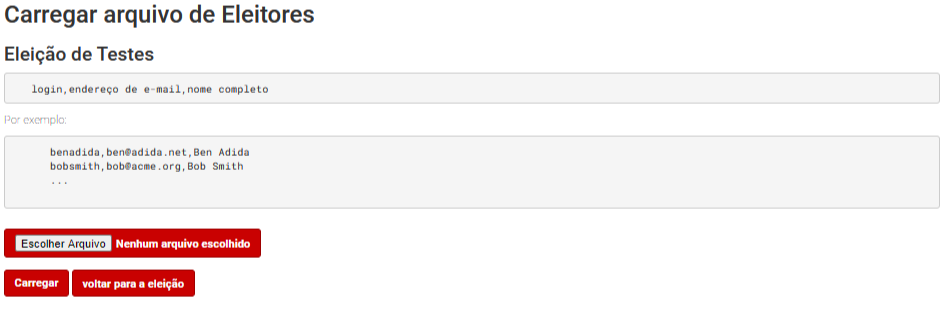 Carregar arquivo de Eleitores
Eleição de Testes
login,endereço de e-mail,nome completo
Por exemplo:
benadida,ben@adida.net,Ben Adida
bobsmith,bob@acme.org,Bob Smith
...
Escolher Arquivo Nenhum arquivo escolhido
Carregar voltar para a eleição